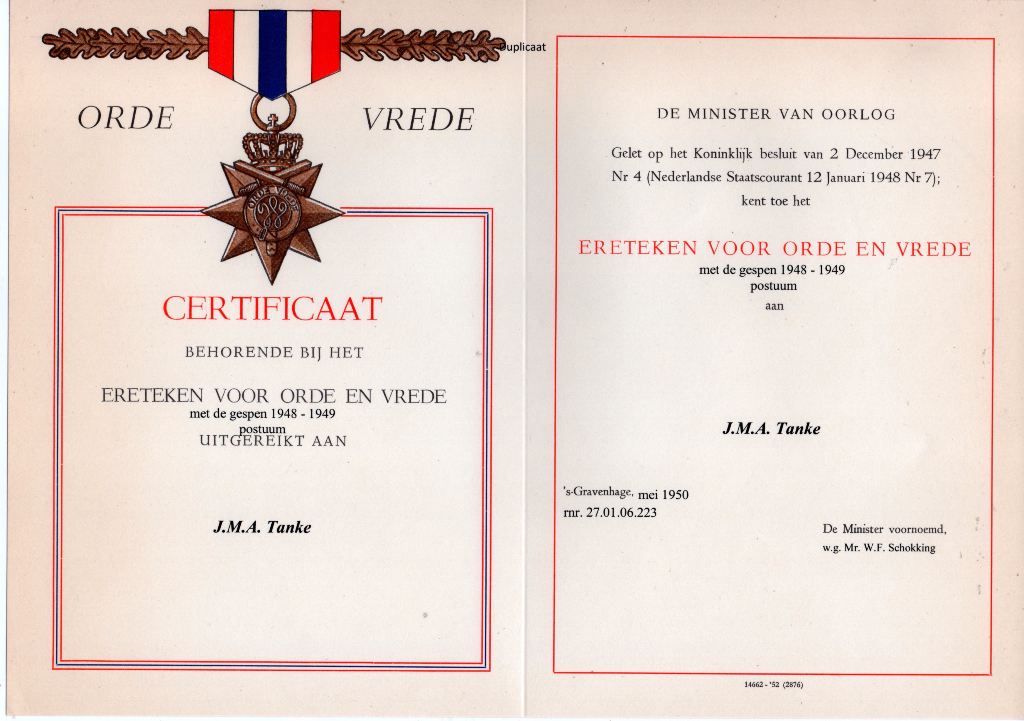 Duplicaat
ORDE VREDE
ORDE VREDE
CERTIFICAAT
BEHORENDE BIJ HET
ERETEKEN VOOR ORDE EN VREDE
met de gespen 1948 - 1949
postuum
UITGEREIKT AAN
J.M.A. Tanke
DE MINISTER VAN OORLOG
Gelet op het Koninklijk besluit van 2 December 1947
Nr 4 (Nederlandse Staatscourant 12 Januari 1948 Nr 7);
kent toe het
ERETEKEN VOOR ORDE EN VREDE
met de gespen 1948 - 1949
postuum
aan
J.M.A. Tanke
's-Gravenhage, mei 1950
rnr. 27.01.06.223
De Minister voornoemd,
w.g. Mr. W.F. Schokking
14662 - '52 (2876)